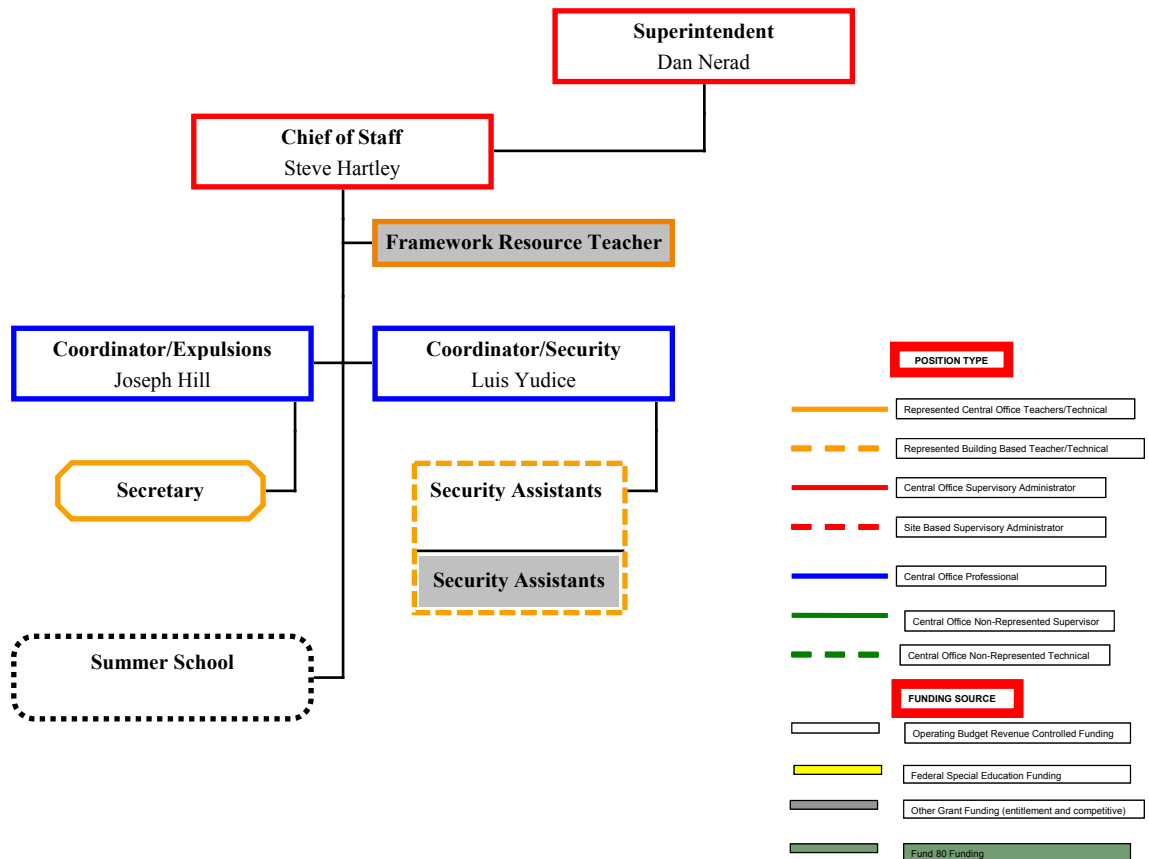 Superintendent
Dan Nerad
Chief of Staff
Steve Hartley
Framework Resource Teacher
Coordinator/Expulsions
Joseph Hill
Coordinator/Security
Luis Yudice
Secretary
Security Assistants
Security Assistants
Summer School
POSITION TYPE
Represented Central Office Teachers/Technical
Represented Building Based Teacher/Technical
Central Office Supervisory Administrator
Site Based Supervisory Administrator
Central Office Professional
Central Office Non-Represented Supervisor
Central Office Non-Represented Technical
FUNDING SOURCE
Operating Budget Revenue Controlled Funding
Federal Special Education Funding
Other Grant Funding (entitlement and competitive)
Fund 80 Funding